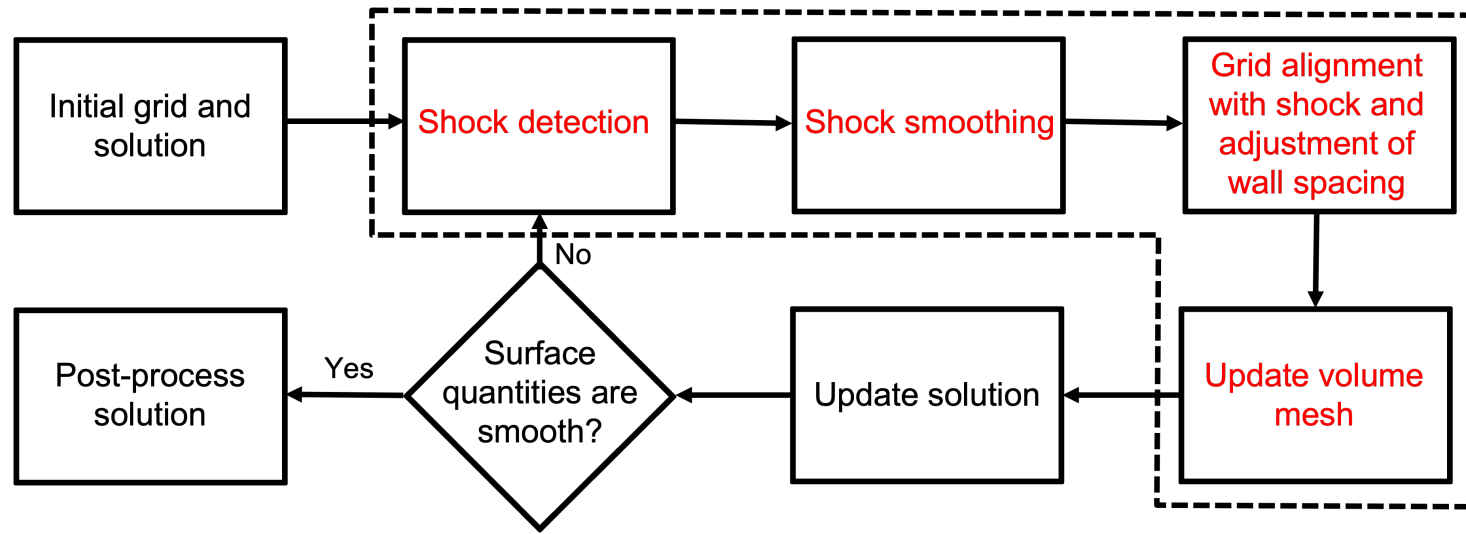 Initial grid and
solution
Shock detection
Shock smoothing
Grid alignment
with shock and
adjustment of
wall spacing
No
Post-process
solution
Yes
Surface
quantities are
smooth?
Update solution
Update volume
mesh